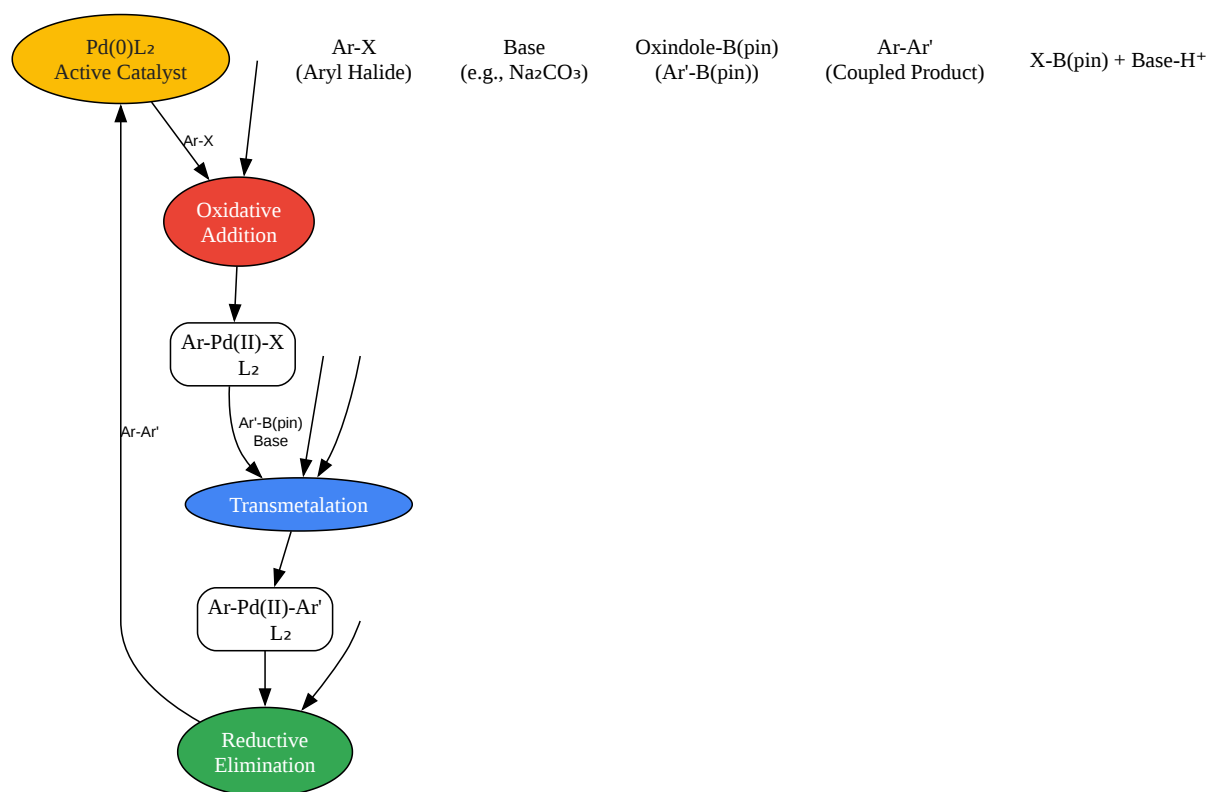 Pd(0)L₂
Active Catalyst
Ar-X
(Aryl Halide)
Base
(e.g., Na₂CO₃)
Oxindole-B(pin)
(Ar'-B(pin))
Ar-Ar'
(Coupled Product)
X-B(pin) + Base-H⁺
Ar-X
Oxidative
Addition
Ar-Pd(II)-X
L₂
Ar'-B(pin)
Base
Ar-Ar'
Transmetalation
Ar-Pd(II)-Ar'
L₂
Reductive
Elimination